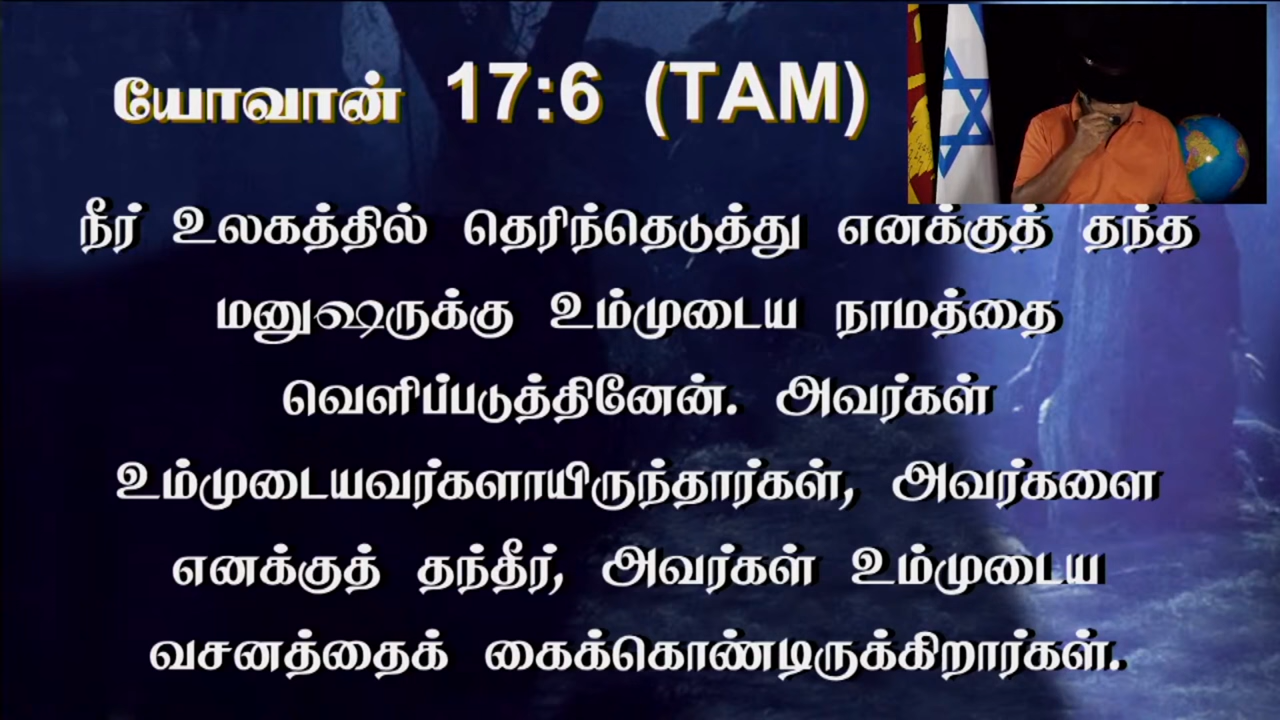 யோவான் 17:6 (TAM)
நீர் உலகத்தில் தெரிந்தெடுத்து எனக்குத் தந்த
மனுஷருக்கு உம்முடைய நாமத்தை
வெளிப்படுத்தினேன். அவர்கள்
உம்முடையவர்களாயிருந்தார்கள், அவர்களை
எனக்குத் தந்தீர், அவர்கள் உம்முடைய
வசனத்தைக் கைக்கொண்டிருக்கிறார்கள்.